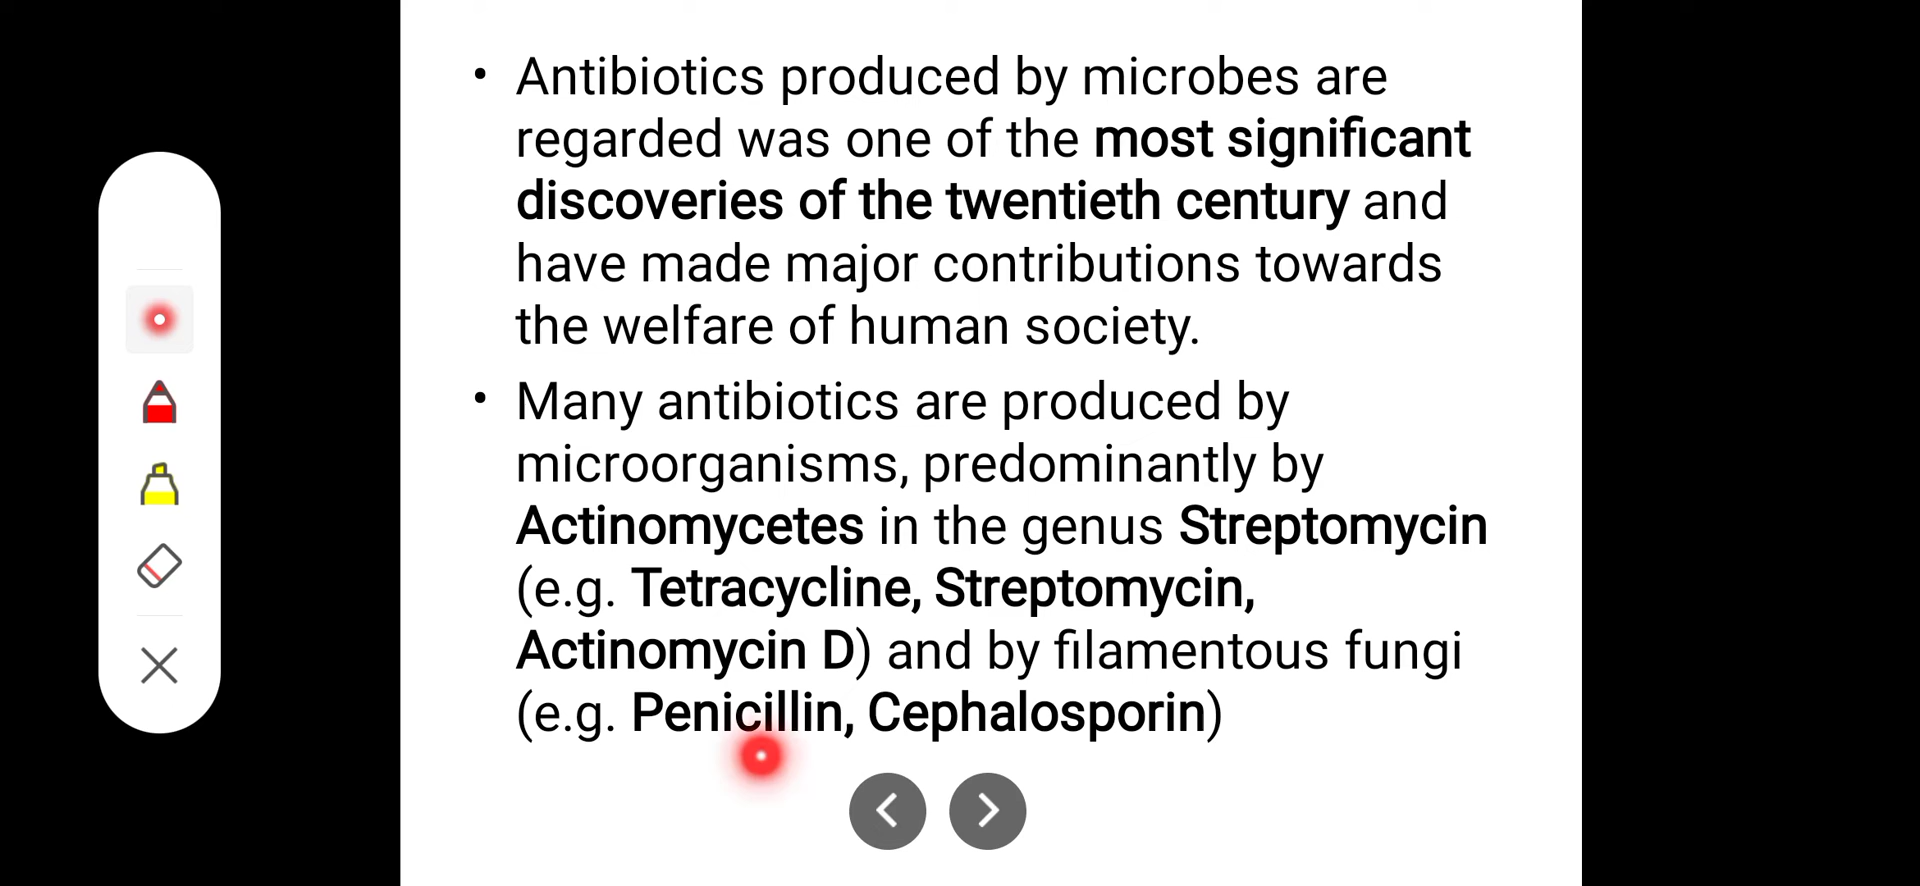 • Antibiotics produced by microbes are
regarded was one of the most significant
discoveries of the twentieth century and
have made major contributions towards
the welfare of human society.
• Many antibiotics are produced by
microorganisms, predominantly by
Actinomycetes in the genus Streptomycin
(e.g. Tetracycline, Streptomycin,
Actinomycin D) and by filamentous fungi
(e.g. Penicillin, Cephalosporin)